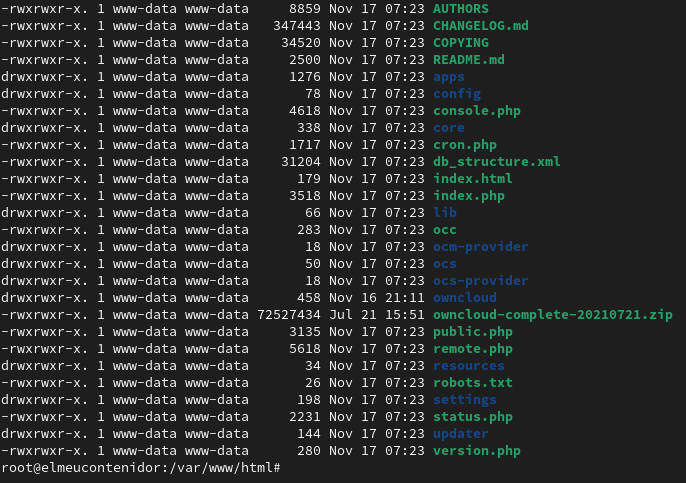 -rwxrwxr-x. 1 www-data www-data     8859 Nov 17 07:23 AUTHORS
-rwxrwxr-x. 1 www-data www-data   347443 Nov 17 07:23 CHANGELOG.md
-rwxrwxr-x. 1 www-data www-data    34520 Nov 17 07:23 COPYING
-rwxrwxr-x. 1 www-data www-data     2500 Nov 17 07:23 README.md
drwxrwxr-x. 1 www-data www-data     1276 Nov 17 07:23 apps
drwxrwxr-x. 1 www-data www-data       78 Nov 17 07:23 config
-rwxrwxr-x. 1 www-data www-data     4618 Nov 17 07:23 console.php
drwxrwxr-x. 1 www-data www-data      338 Nov 17 07:23 core
-rwxrwxr-x. 1 www-data www-data     1717 Nov 17 07:23 cron.php
-rwxrwxr-x. 1 www-data www-data    31204 Nov 17 07:23 db_structure.xml
-rwxrwxr-x. 1 www-data www-data      179 Nov 17 07:23 index.html
-rwxrwxr-x. 1 www-data www-data     3518 Nov 17 07:23 index.php
drwxrwxr-x. 1 www-data www-data       66 Nov 17 07:23 lib
-rwxrwxr-x. 1 www-data www-data      283 Nov 17 07:23 occ
drwxrwxr-x. 1 www-data www-data       18 Nov 17 07:23 ocm-provider
drwxrwxr-x. 1 www-data www-data       50 Nov 17 07:23 ocs
drwxrwxr-x. 1 www-data www-data       18 Nov 17 07:23 ocs-provider
drwxrwxr-x. 1 www-data www-data      458 Nov 16 21:11 owncloud
-rwxrwxr-x. 1 www-data www-data 72527434 Jul 21 15:51 owncloud-complete-20210721.zip
-rwxrwxr-x. 1 www-data www-data     3135 Nov 17 07:23 public.php
-rwxrwxr-x. 1 www-data www-data     5618 Nov 17 07:23 remote.php
drwxrwxr-x. 1 www-data www-data       34 Nov 17 07:23 resources
-rwxrwxr-x. 1 www-data www-data       26 Nov 17 07:23 robots.txt
drwxrwxr-x. 1 www-data www-data      198 Nov 17 07:23 settings
-rwxrwxr-x. 1 www-data www-data     2231 Nov 17 07:23 status.php
drwxrwxr-x. 1 www-data www-data      144 Nov 17 07:23 updater
-rwxrwxr-x. 1 www-data www-data      280 Nov 17 07:23 version.php
root@elmeucontenidor:/var/www/html#